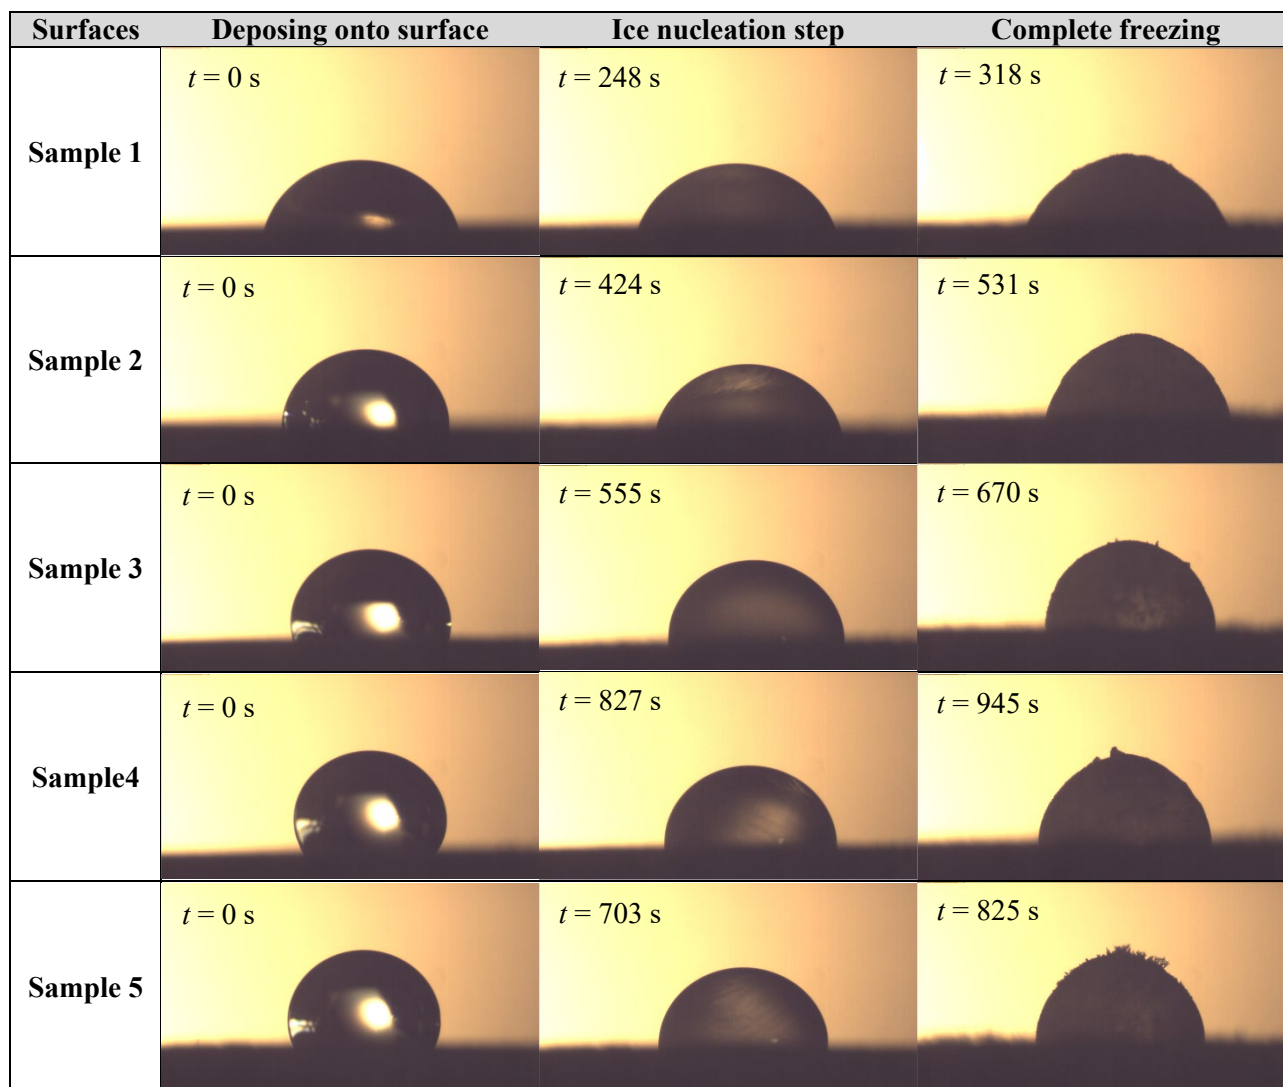 Surfaces Deposing onto surface Ice nucleation step Complete freezing
Sample 1 t = 0 s t = 248 s t = 318 s
Sample 2 t = 0 s t = 424 s t = 531 s
Sample 3 t = 0 s t = 555 s t = 670 s
Sample4 t = 0 s t = 827 s t = 945 s
Sample 5 t = 0 s t = 703 s t = 825 s